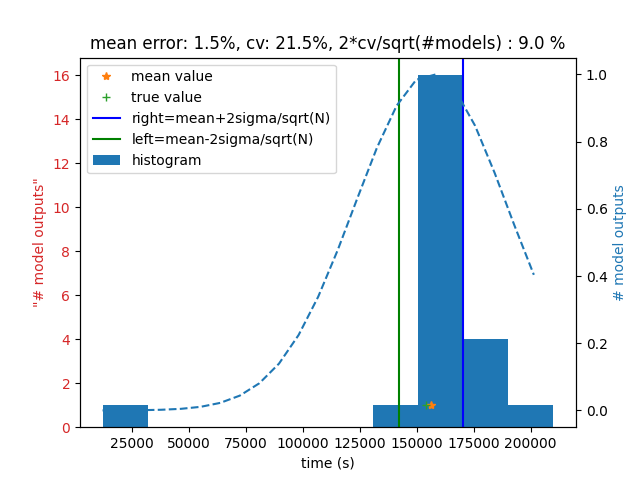 mean error: 1.5%, cv: 21.5%, 2*cv/sqrt(#models) : 9.0 %
mean value
true value
right=mean+2sigma/sqrt(N)
left=mean-2sigma/sqrt(N)
histogram
"# model outputs"
16
14
12
10
8
6
4
2
0
1.0
0.8
0.6
0.4
0.2
0.0
# model outputs
25000 50000 75000 100000 125000 150000 175000 200000
time (s)